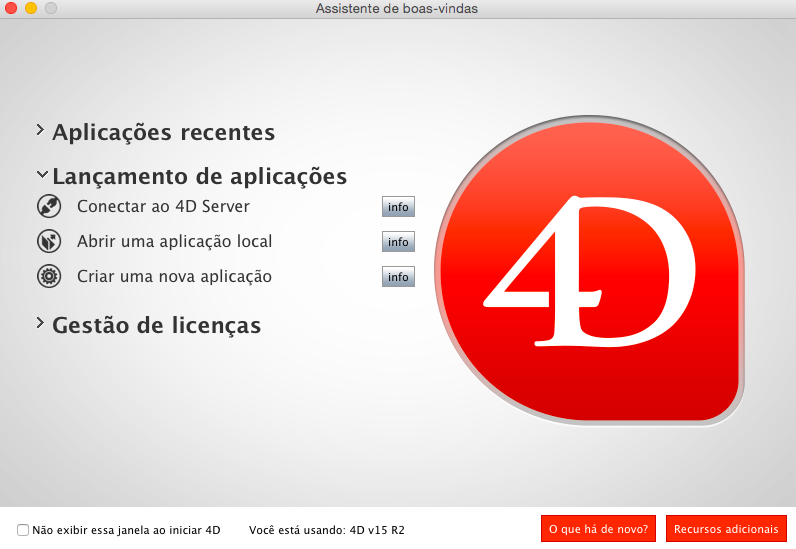 Assistente de boas-vindas
Aplicações recentes
Lançamento de aplicações
Conectar ao 4D Server info
Abrir uma aplicação local info
Criar uma nova aplicação info
Gestão de licenças
4D
Não exibir essa janela ao iniciar 4D Você está usando: 4D v15 R2 O que há de novo? Recursos adicionais